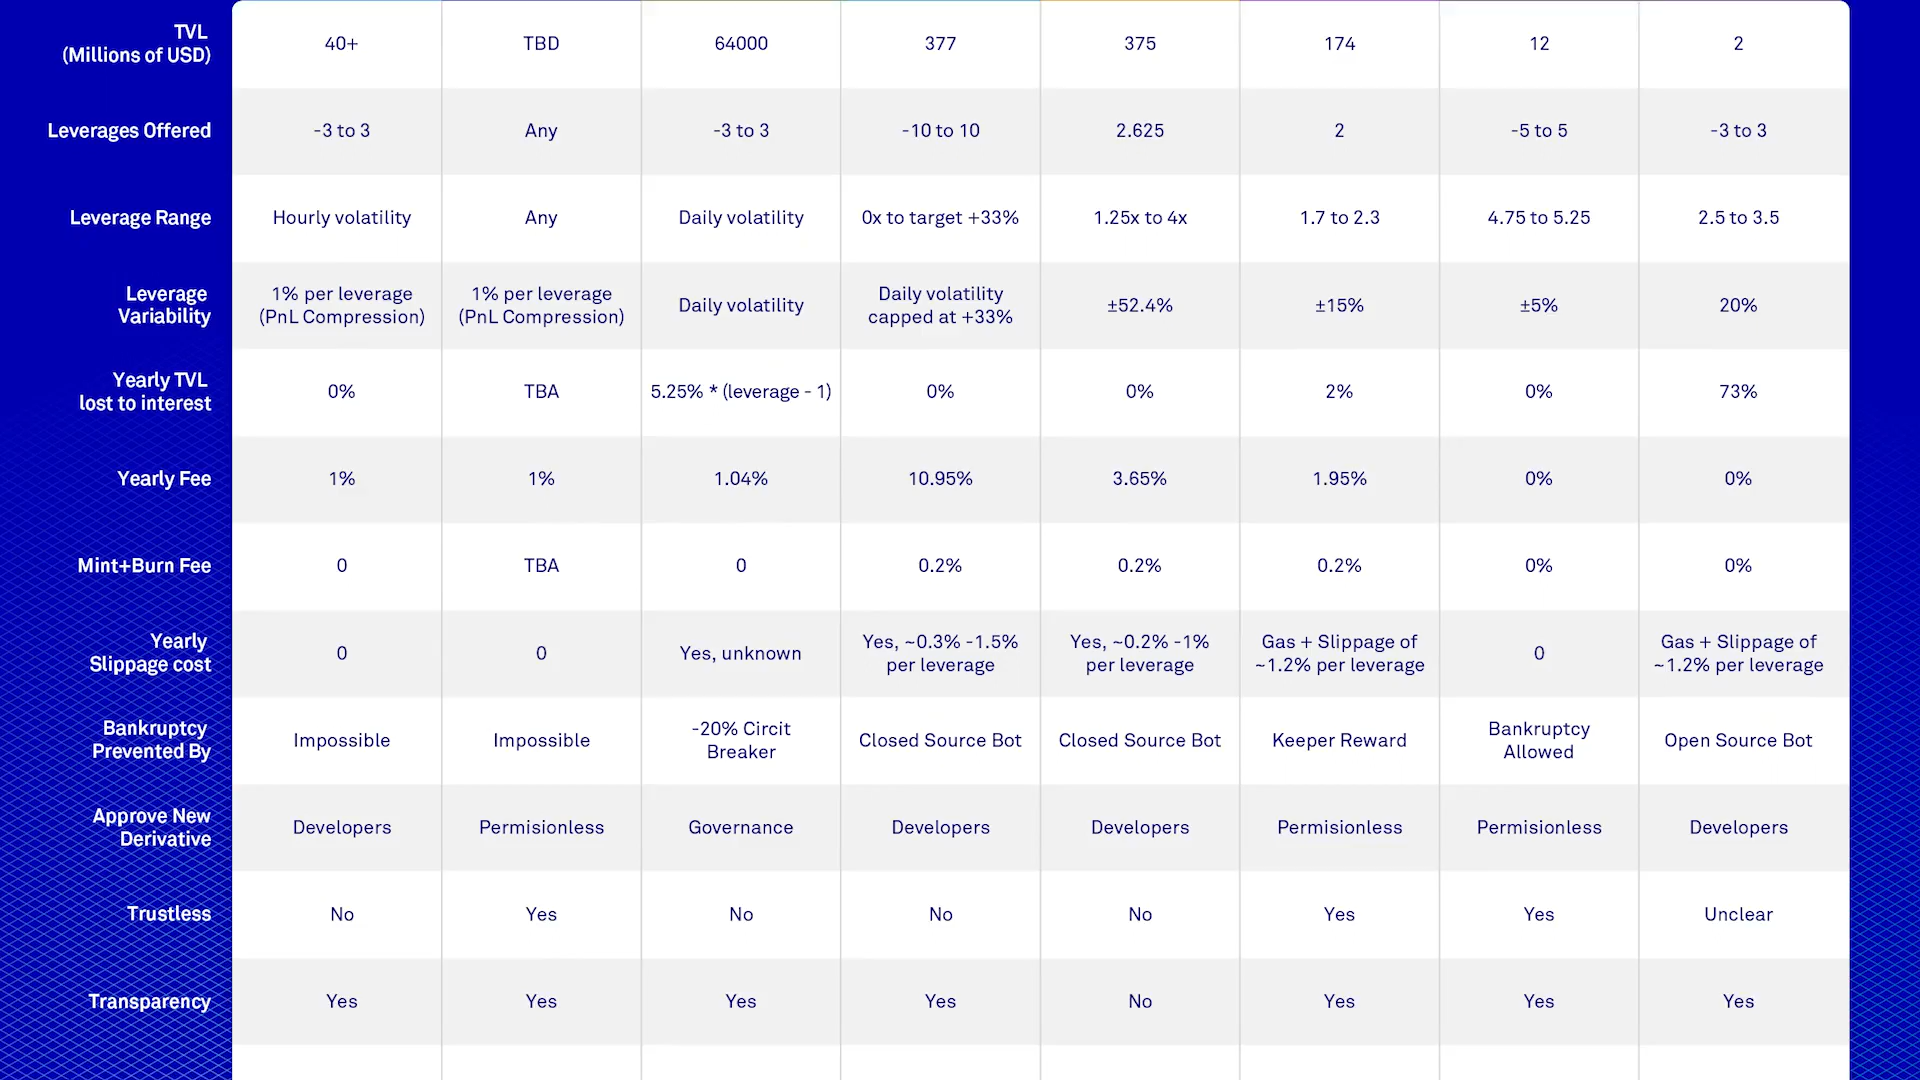 TVL
(Millions of USD)
40+
TBD
64000
377
375
174
12
2
Leverages Offered
-3 to 3
Any
-3 to 3
-10 to 10
2.625
2
-5 to 5
-3 to 3
Leverage Range
Hourly volatility
Any
Daily volatility
0x to target +33%
1.25x to 4x
1.7 to 2.3
4.75 to 5.25
2.5 to 3.5
Leverage
Variability
1% per leverage
(PnL Compression)
1% per leverage
(PnL Compression)
Daily volatility
Daily volatility
capped at +33%
±52.4%
±15%
±5%
20%
Yearly TVL
lost to interest
0%
TBA
5.25% * (leverage - 1)
0%
0%
2%
0%
73%
Yearly Fee
1%
1%
1.04%
10.95%
3.65%
1.95%
0%
0%
Mint+Burn Fee
0
TBA
0
0.2%
0.2%
0.2%
0%
0%
Yearly
Slippage cost
0
0
Yes, unknown
Yes, ~0.3% -1.5%
per leverage
Yes, ~0.2% -1%
per leverage
Gas + Slippage of
~1.2% per leverage
0
Gas + Slippage of
~1.2% per leverage
Bankruptcy
Prevented By
Impossible
Impossible
-20% Circit
Breaker
Closed Source Bot
Closed Source Bot
Keeper Reward
Bankruptcy
Allowed
Open Source Bot
Approve New
Derivative
Developers
Permisionless
Governance
Developers
Developers
Permisionless
Permisionless
Developers
Trustless
No
Yes
No
No
No
Yes
Yes
Unclear
Transparency
Yes
Yes
Yes
Yes
No
Yes
Yes
Yes